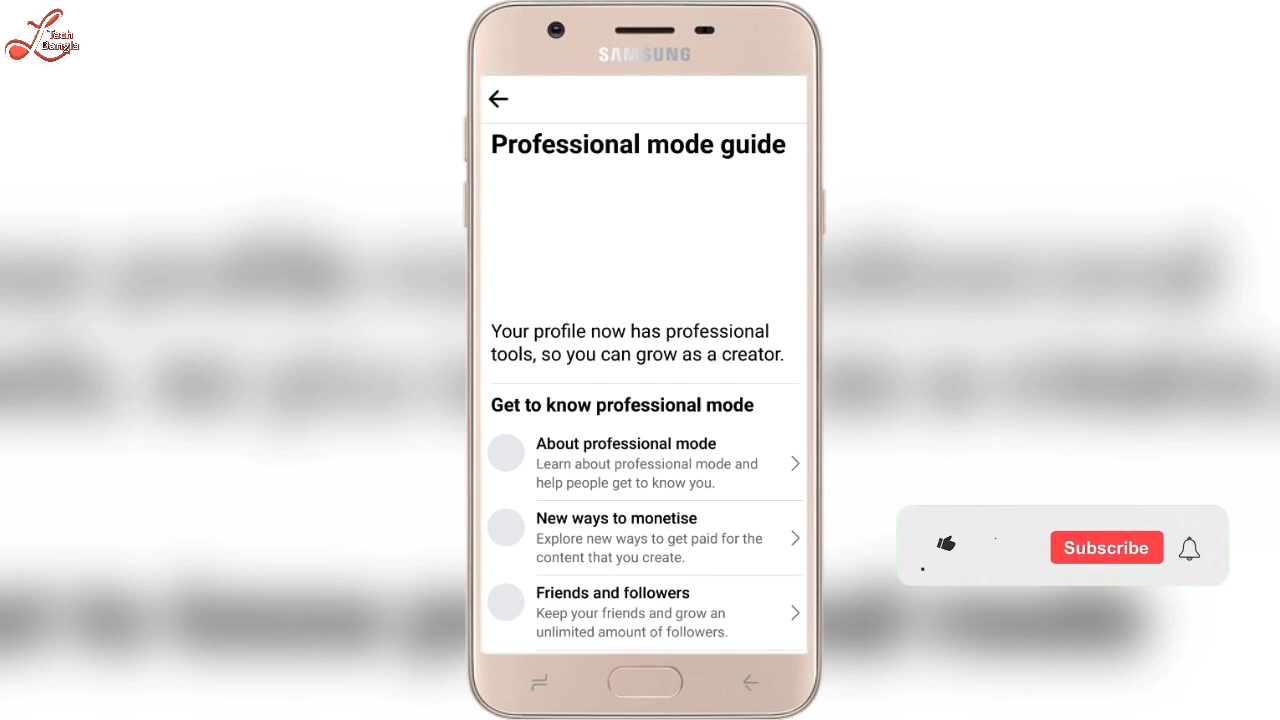 Tech
Bangla
SAMSUNG
Professional mode guide
Your profile now has professional
tools, so you can grow as a creator.
Get to know professional mode
About professional mode
Learn about professional mode and
help people get to know you.
New ways to monetise
Explore new ways to get paid for the
content that you create.
Friends and followers
Keep your friends and grow an
unlimited amount of followers.
Subscribe